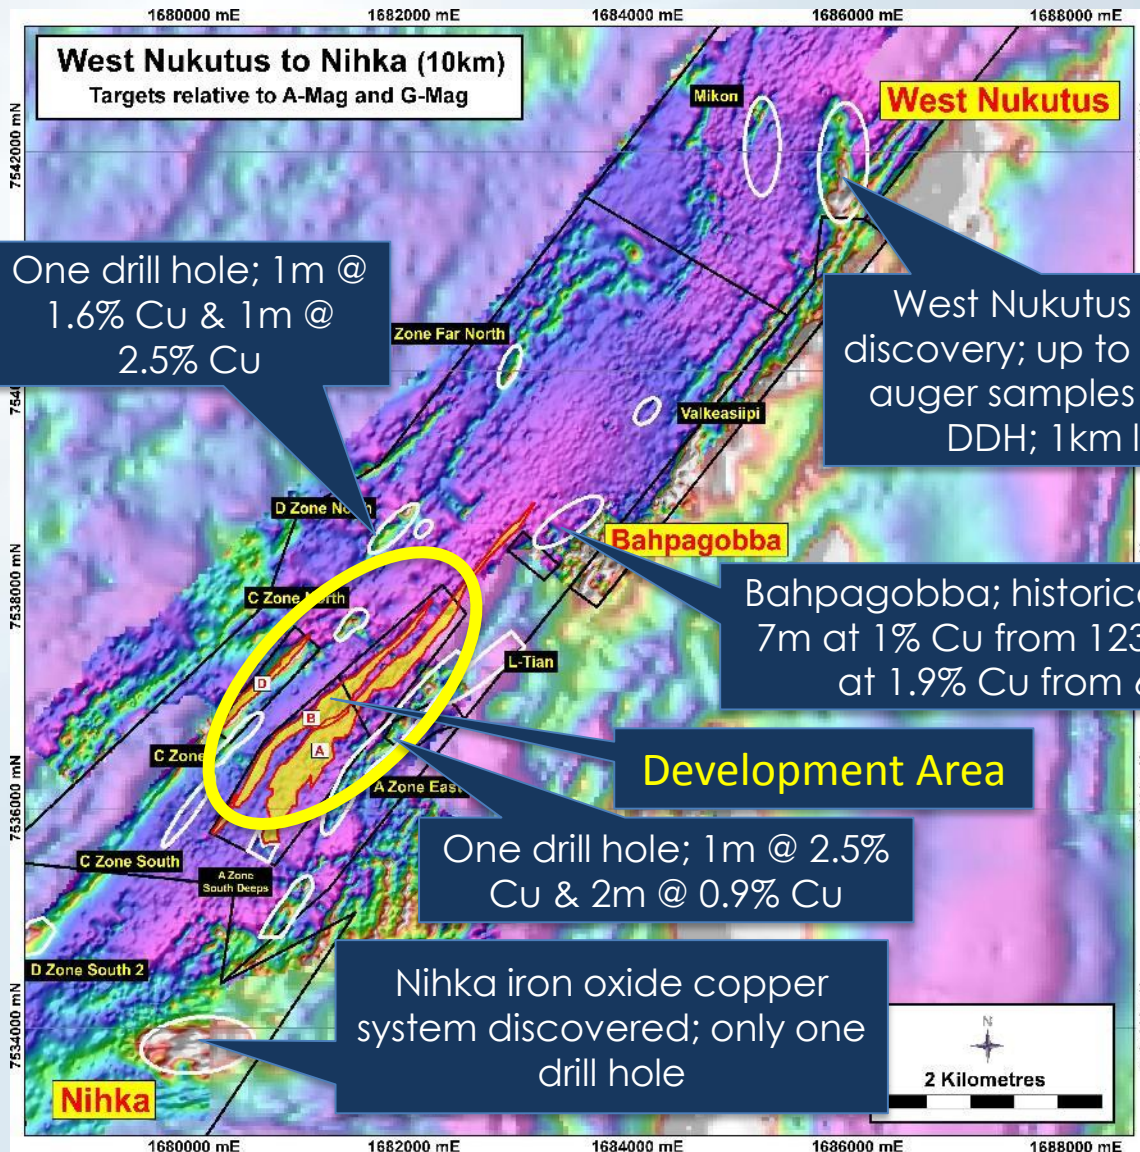 1680000 mE
1682000 mE
1684000 mE
1686000 mE
1688000 mE
West Nukutus to Nihka (10km)
Targets relative to A-Mag and G-Mag
7542000 mN
Mikon
West Nukutus
One drill hole; 1m @
1.6% Cu & 1m @
2.5% Cu
West Nukutus
discovery; up to
auger samples
DDH; 1km
Zone Far North
Valkeasiipi
D Zone North
Bahpagobba
7538000 mN
C Zone North
Bahpagobba; historic
7m at 1% Cu from 123
at 1.9% Cu from
L-Tian
D
B
A
C Zone
Development Area
A Zone East
7536000 mN
One drill hole; 1m @ 2.5%
Cu & 2m @ 0.9% Cu
C Zone South
A Zone
South Deeps
D Zone South 2
Nihka iron oxide copper
system discovered; only one
drill hole
7534000 mN
Nihka
N
2 Kilometres
1680000 mE
1682000 mE
1684000 mE
1686000 mE
1688000 mE